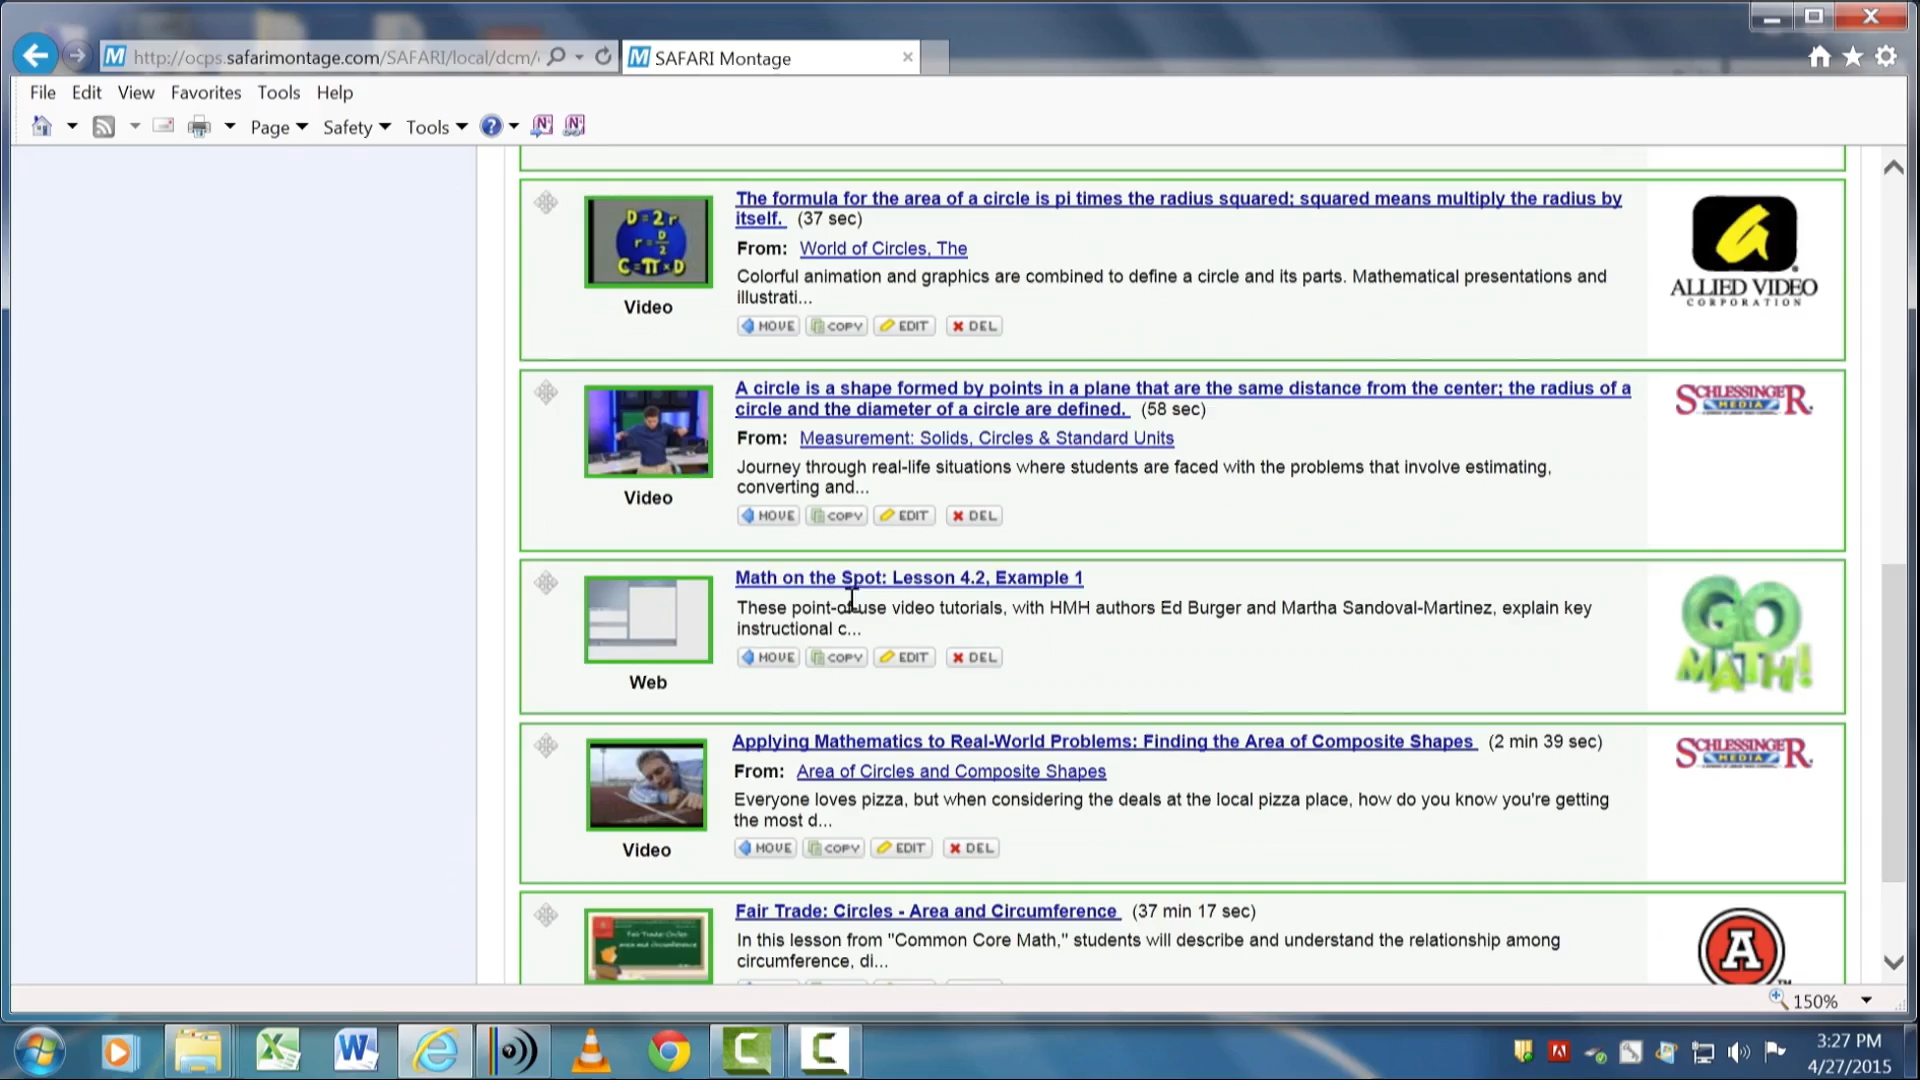 http://ocps.safarimontage.com/SAFARI/local/dcm/
SAFARI Montage
File Edit View Favorites Tools Help
Page Safety Tools
The formula for the area of a circle is pi times the radius squared; squared means multiply the radius by
itself. (37 sec)
From: World of Circles, The
Colorful animation and graphics are combined to define a circle and its parts. Mathematical presentations and
illustrati...
MOVE COPY EDIT DEL
D=2r
r=D/2
C=π×D
Video
ALLIED VIDEO
CORPORATION
A circle is a shape formed by points in a plane that are the same distance from the center; the radius of a
circle and the diameter of a circle are defined. (58 sec)
From: Measurement: Solids, Circles & Standard Units
Journey through real-life situations where students are faced with the problems that involve estimating,
converting and...
MOVE COPY EDIT DEL
Video
SCHLESSINGER
MEDIA
Math on the Spot: Lesson 4.2, Example 1
These point-of-use video tutorials, with HMH authors Ed Burger and Martha Sandoval-Martinez, explain key
instructional c...
MOVE COPY EDIT DEL
Web
GO
MATH!
Applying Mathematics to Real-World Problems: Finding the Area of Composite Shapes (2 min 39 sec)
From: Area of Circles and Composite Shapes
Everyone loves pizza, but when considering the deals at the local pizza place, how do you know you're getting
the most d...
MOVE COPY EDIT DEL
Video
SCHLESSINGER
MEDIA
Fair Trade: Circles - Area and Circumference (37 min 17 sec)
In this lesson from "Common Core Math," students will describe and understand the relationship among
circumference, di...
Fair Trade: Circles
area and circumference
A
TM
150%
3:27 PM
4/27/2015